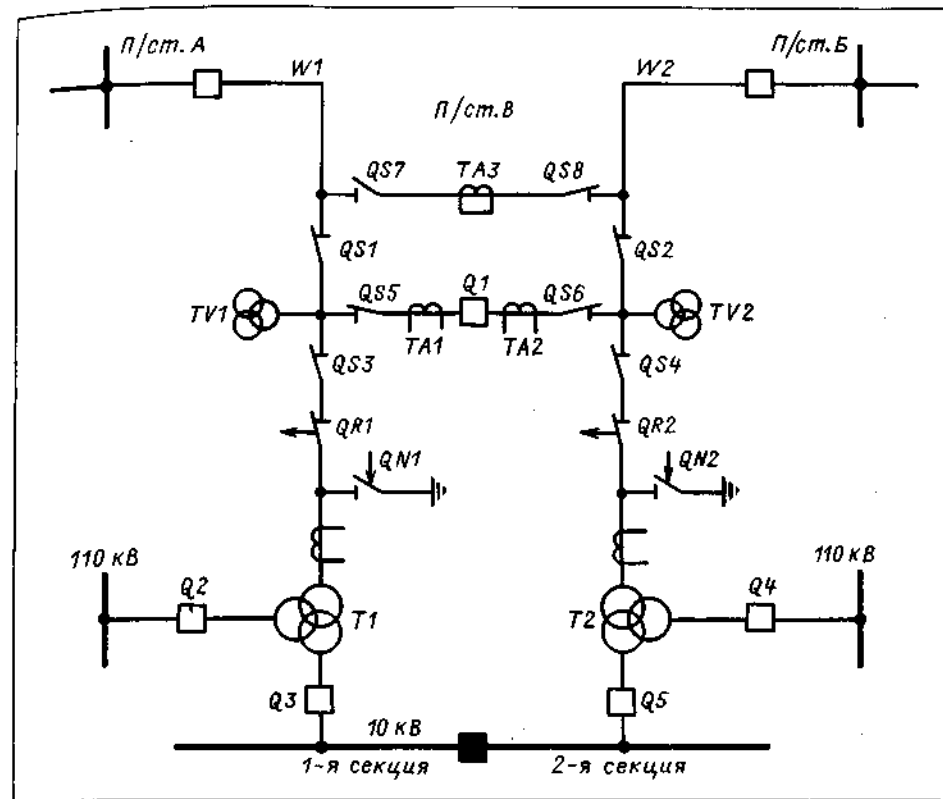 П/ст. А
П/ст. Б
W1
W2
П/ст. В
QS7
TA3
QS8
QS1
QS2
QS5
Q1
QS6
TV1
TV2
TA1
TA2
QS3
QS4
QR1
QR2
QN1
QN2
110 кВ
110 кВ
Q2
Q4
T1
T2
Q3
Q5
10 кВ
1-я секция
2-я секция